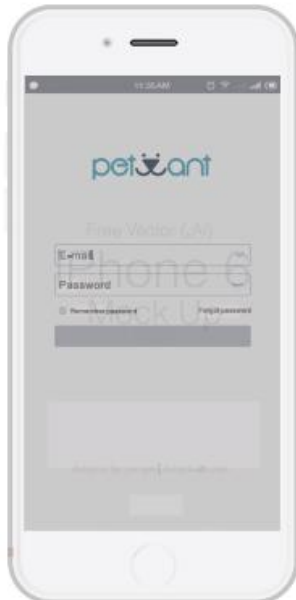 11:35AM
petwant
Free Vector (.Ai)
E-mail
iPhone 6
Password
Remember password Forgot password
Mock Up